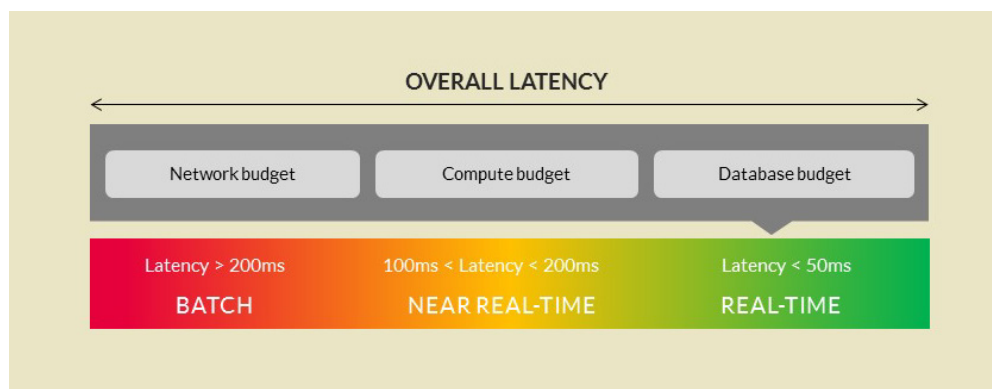 OVERALL LATENCY
Network budget
Compute budget
Database budget
Latency > 200ms
100ms < Latency < 200ms
Latency < 50ms
BATCH
NEAR REAL-TIME
REAL-TIME